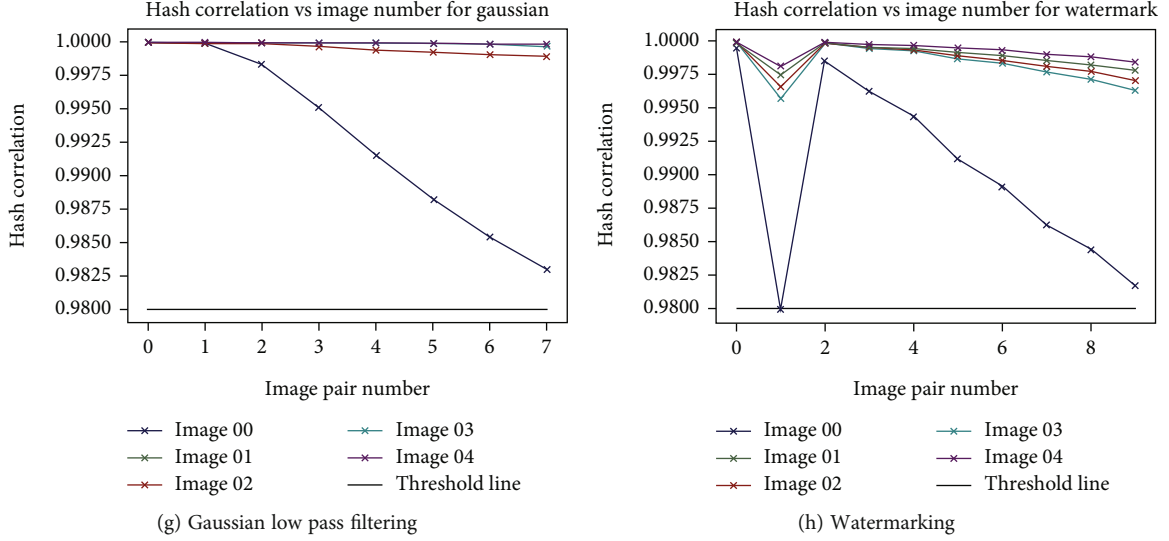 Hash correlation vs image number for gaussian
1.0000
0.9975
0.9950
0.9925
0.9900
0.9875
0.9850
0.9825
0.9800
Hash correlation
0 1 2 3 4 5 6 7
Image pair number
Image 00
Image 01
Image 02
Image 03
Image 04
Threshold line
(g) Gaussian low pass filtering
Hash correlation vs image number for watermark
1.0000
0.9975
0.9950
0.9925
0.9900
0.9875
0.9850
0.9825
0.9800
Hash correlation
0 2 4 6 8
Image pair number
Image 00
Image 01
Image 02
Image 03
Image 04
Threshold line
(h) Watermarking